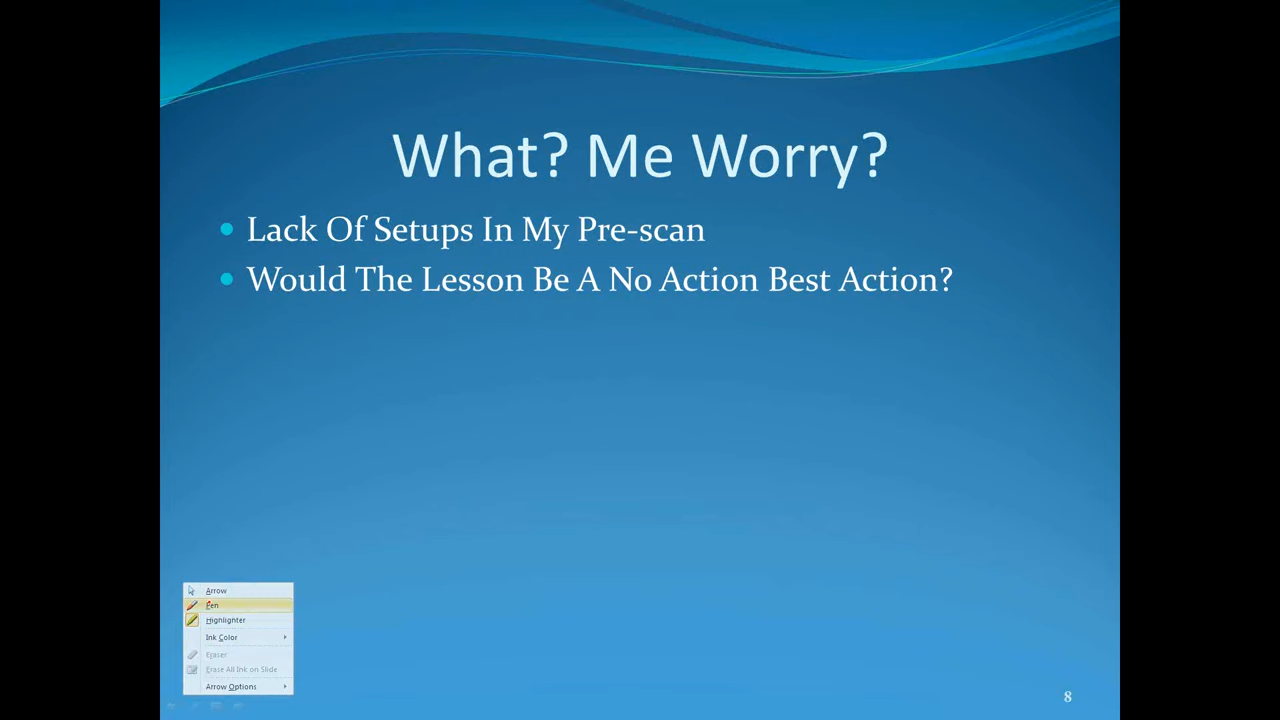 What? Me Worry?
Lack Of Setups In My Pre-scan
Would The Lesson Be A No Action Best Action?
Arrow
Pen
Highlighter
Ink Color
Eraser
Erase All Ink on Slide
Arrow Options
8